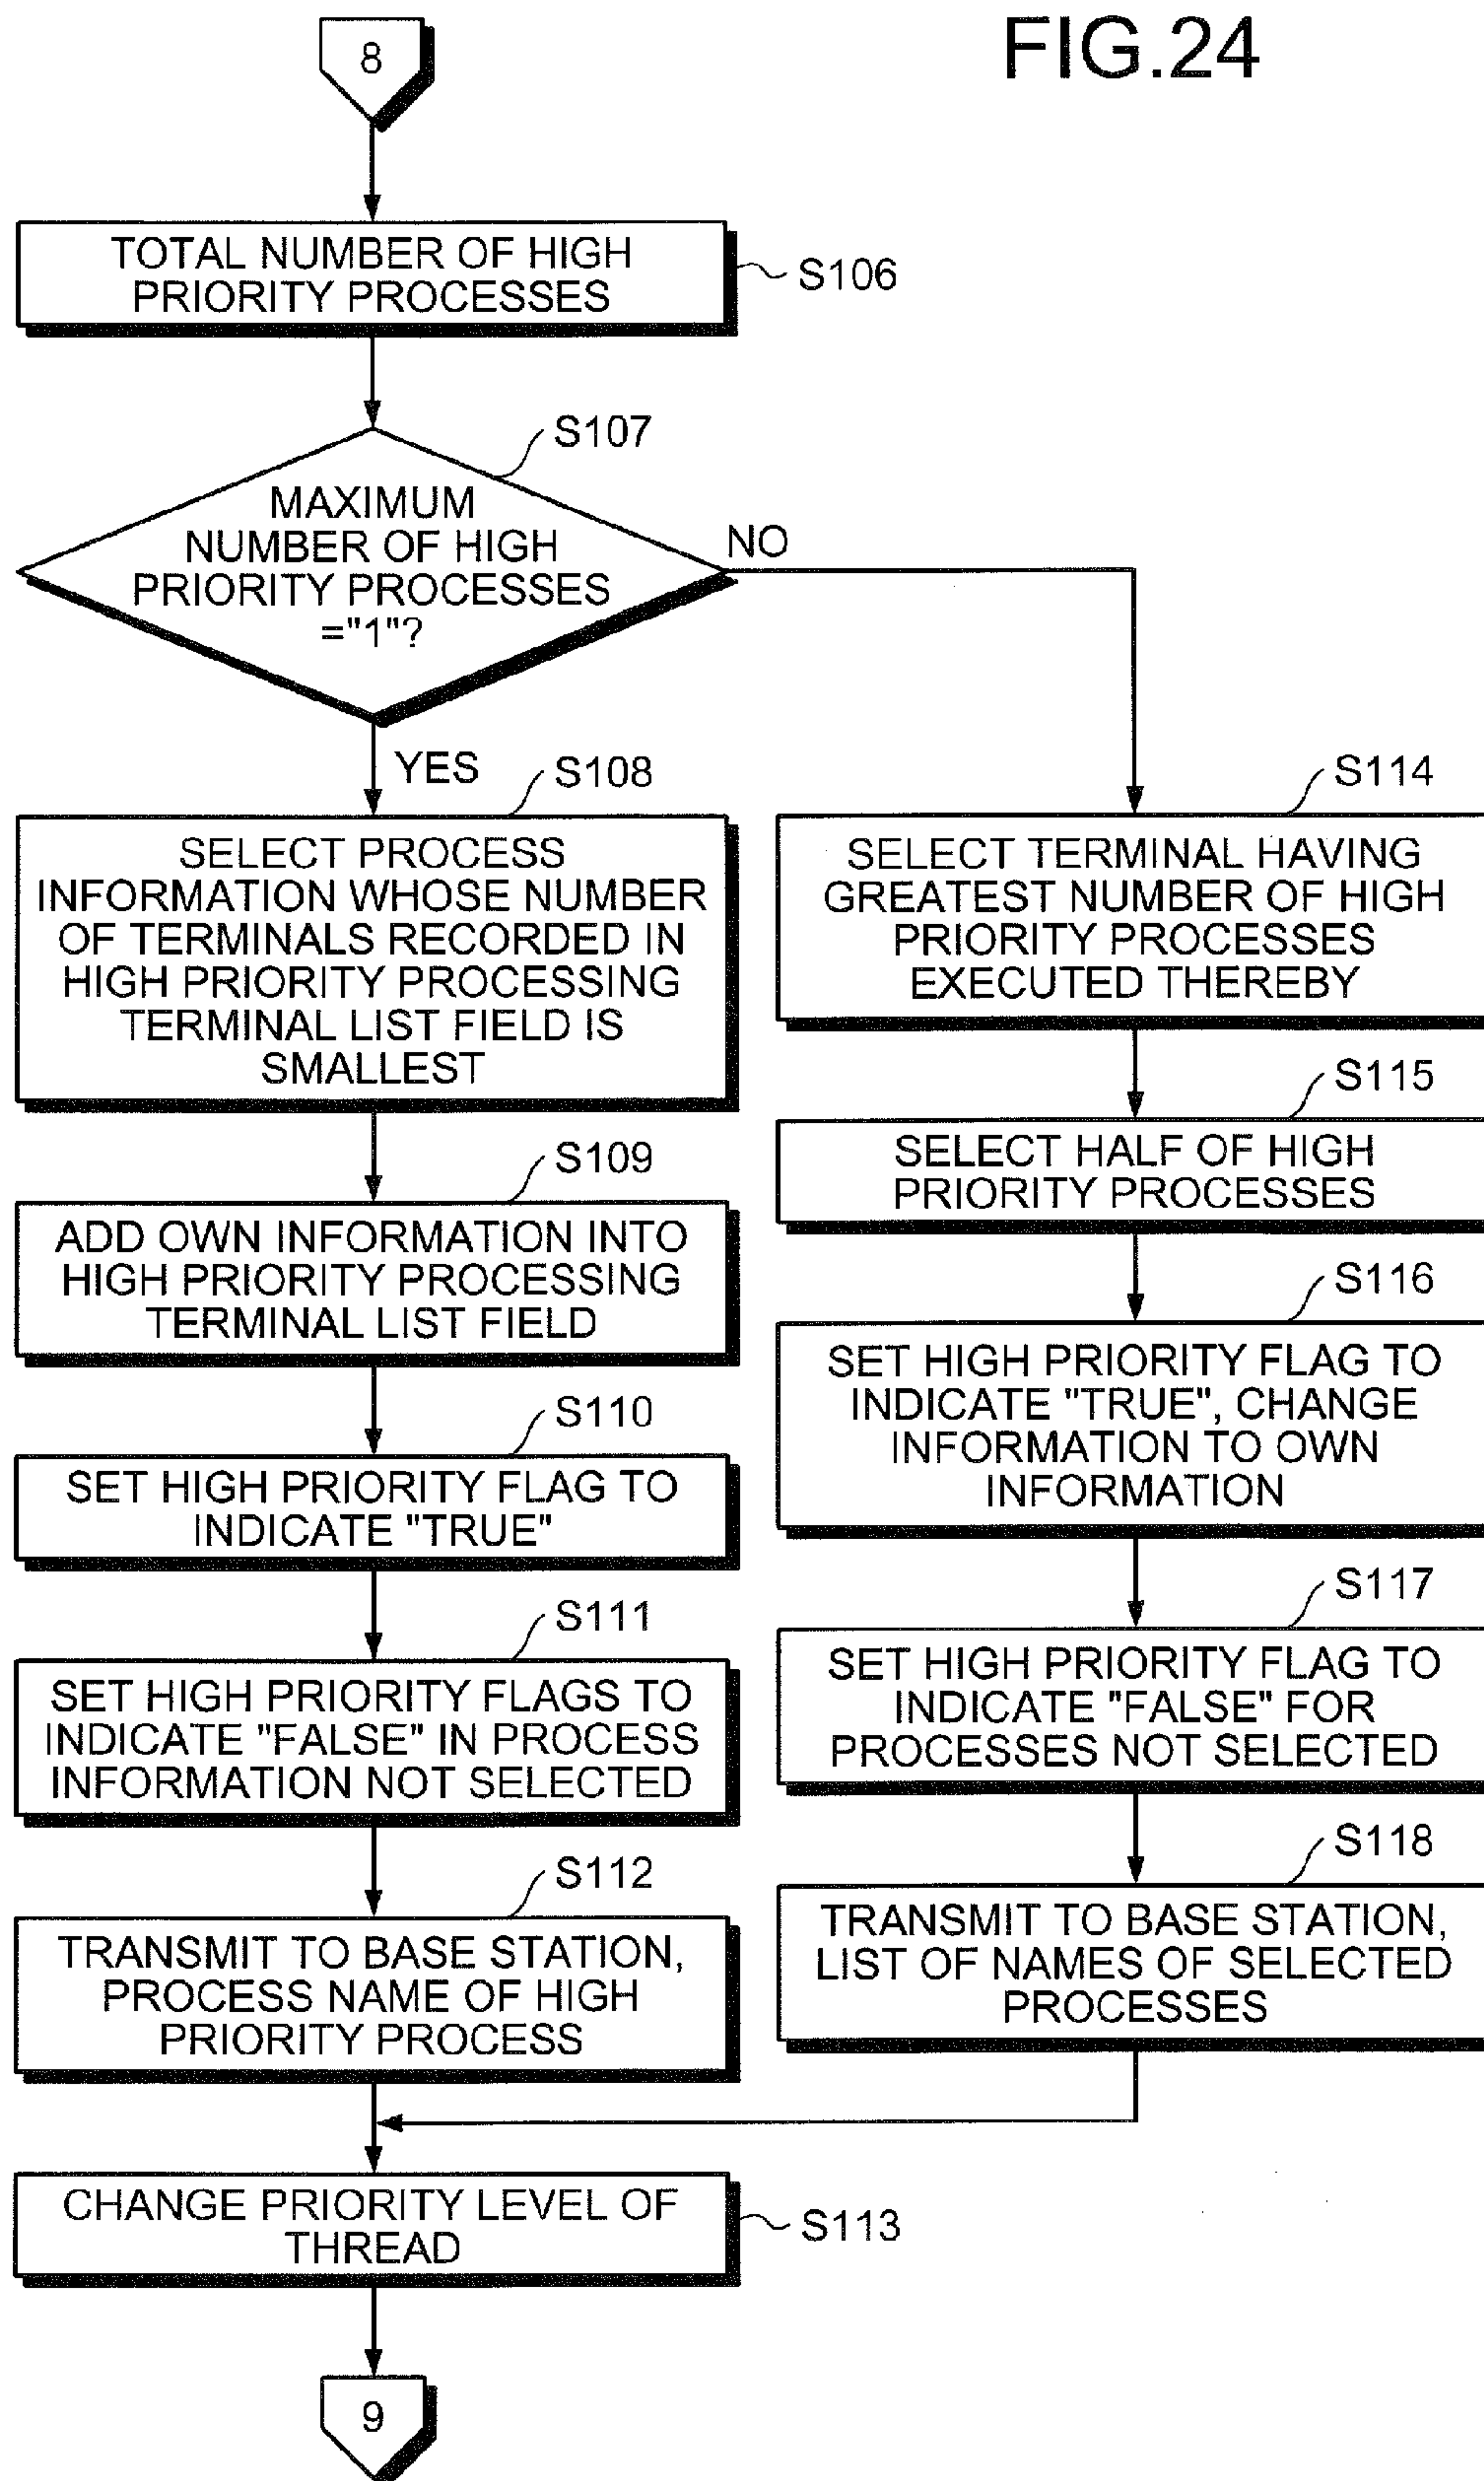 FIG.24
8
TOTAL NUMBER OF HIGH
PRIORITY PROCESSES
S106
S107
MAXIMUM
NUMBER OF HIGH
PRIORITY PROCESSES
="1"?
NO
YES
S108
SELECT PROCESS
INFORMATION WHOSE NUMBER
OF TERMINALS RECORDED IN
HIGH PRIORITY PROCESSING
TERMINAL LIST FIELD IS
SMALLEST
S109
ADD OWN INFORMATION INTO
HIGH PRIORITY PROCESSING
TERMINAL LIST FIELD
S110
SET HIGH PRIORITY FLAG TO
INDICATE "TRUE"
S111
SET HIGH PRIORITY FLAGS TO
INDICATE "FALSE" IN PROCESS
INFORMATION NOT SELECTED
S112
TRANSMIT TO BASE STATION,
PROCESS NAME OF HIGH
PRIORITY PROCESS
S114
SELECT TERMINAL HAVING
GREATEST NUMBER OF HIGH
PRIORITY PROCESSES
EXECUTED THEREBY
S115
SELECT HALF OF HIGH
PRIORITY PROCESSES
S116
SET HIGH PRIORITY FLAG TO
INDICATE "TRUE", CHANGE
INFORMATION TO OWN
INFORMATION
S117
SET HIGH PRIORITY FLAG TO
INDICATE "FALSE" FOR
PROCESSES NOT SELECTED
S118
TRANSMIT TO BASE STATION,
LIST OF NAMES OF SELECTED
PROCESSES
CHANGE PRIORITY LEVEL OF
THREAD
S113
9